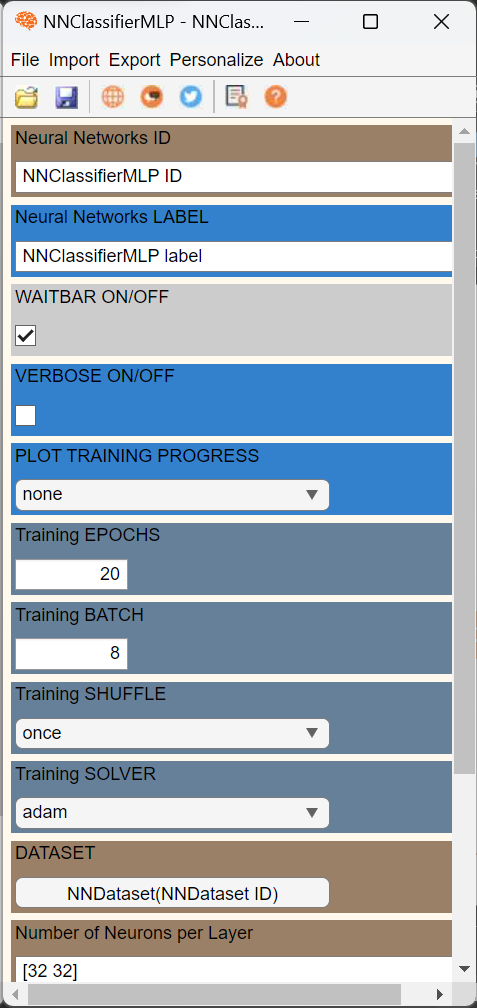 NNClassifierMLP - NNClas...
File Import Export Personalize About
Neural Networks ID
NNClassifierMLP ID
Neural Networks LABEL
NNClassifierMLP label
WAITBAR ON/OFF
VERBOSE ON/OFF
PLOT TRAINING PROGRESS
none
Training EPOCHS
20
Training BATCH
8
Training SHUFFLE
once
Training SOLVER
adam
DATASET
NNDataset(NNDataset ID)
Number of Neurons per Layer
[32 32]